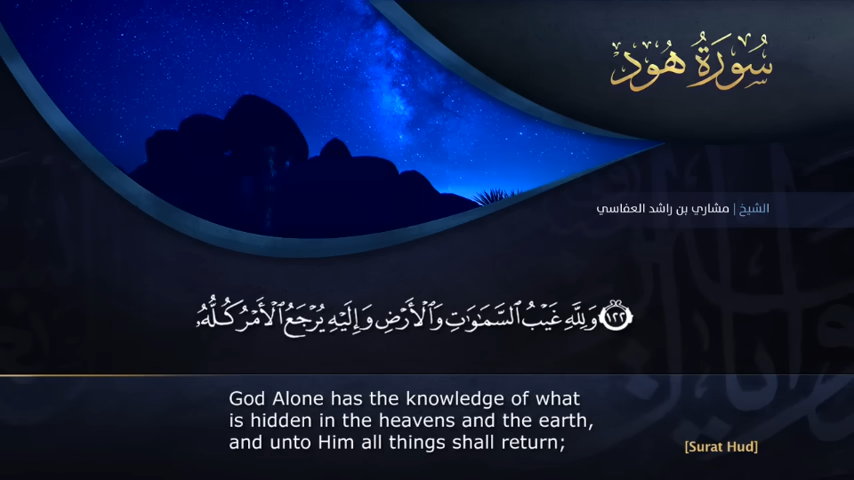 سُورَةُ هُود
الشيخ | مشاري بن راشد العفاسي
١٢٢ وَلِلَّهِ غَيْبُ ٱلسَّمَٰوَٰتِ وَٱلْأَرْضِ وَإِلَيْهِ يُرْجَعُ ٱلْأَمْرُ كُلُّهُۥ
God Alone has the knowledge of what
is hidden in the heavens and the earth,
and unto Him all things shall return;
[Surat Hud]